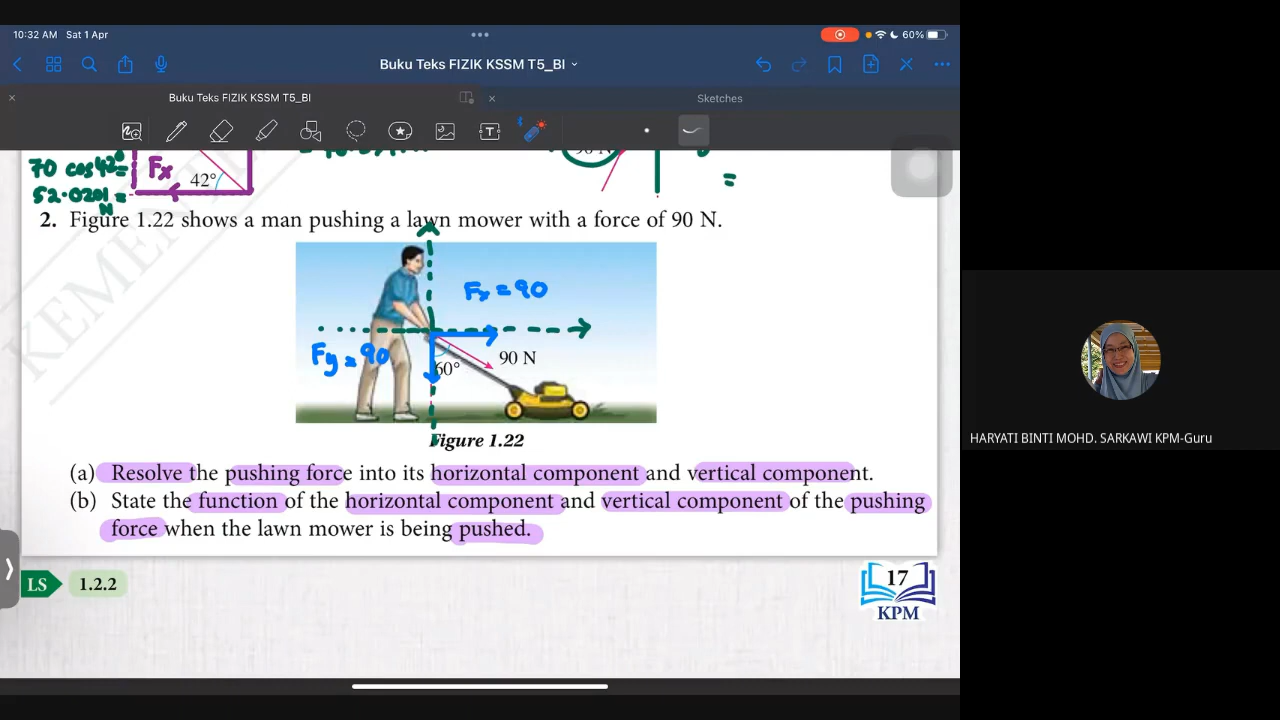 10:32 AM Sat 1 Apr
60%
Buku Teks FIZIK KSSM T5_BI
Buku Teks FIZIK KSSM T5_BI
Sketches
70 cos42°=
52.0201=
N
Fx
42°
=
2. Figure 1.22 shows a man pushing a lawn mower with a force of 90 N.
Fx = 90
Fy = 90
90 N
60°
Figure 1.22
(a) Resolve the pushing force into its horizontal component and vertical component.
(b) State the function of the horizontal component and vertical component of the pushing
force when the lawn mower is being pushed.
LS 1.2.2
17
KPM
HARYATI BINTI MOHD. SARKAWI KPM-Guru